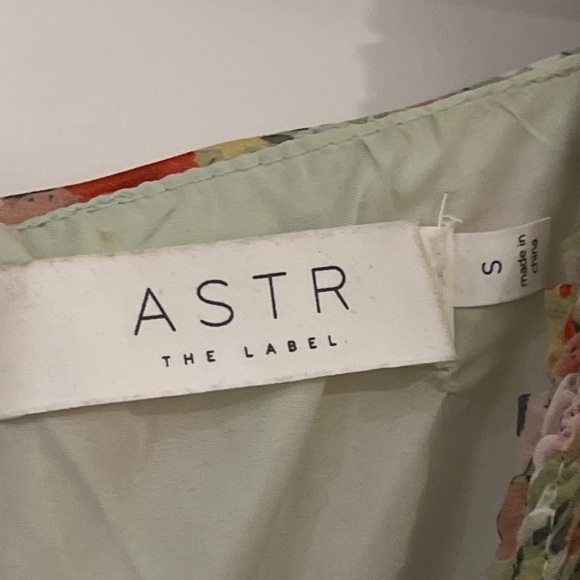 ASTR
THE LABEL
S
made in
china